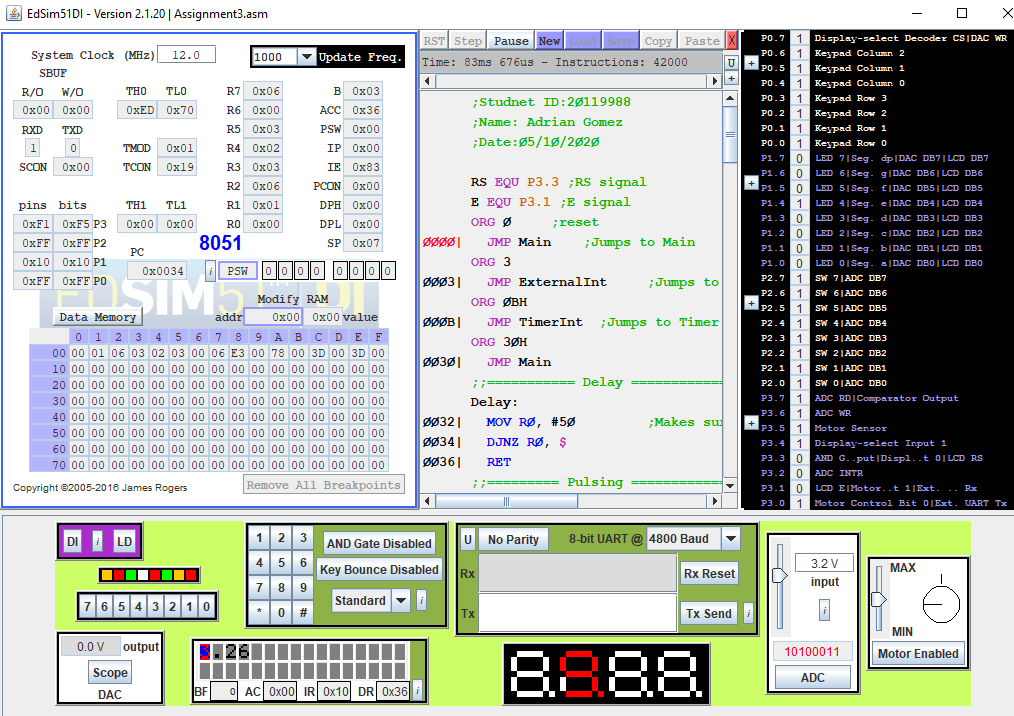 EdSim51DI - Version 2.1.20 | Assignment3.asm
System Clock (MHz) 12.0 1000 Update Freq.
SBUF
R/O W/O TH0 TL0 R7 0x06 B 0x03
0x00 0x00 0xED 0x70 R6 0x00 ACC 0x36
RXD TXD R5 0x03 PSW 0x00
1 0 TMOD 0x01 R4 0x02 IP 0x00
SCON 0x00 TCON 0x19 R3 0x03 IE 0x83
R2 0x06 PCON 0x00
pins bits TH1 TL1 R1 0x01 DPH 0x00
0xF1 0xF5 P3 0x00 0x00 R0 0x00 DPL 0x00
0xFF 0xFF P2 8051 SP 0x07
0x10 0x10 P1 PC
0xFF 0xFF P0 0x0034 i PSW 0 0 0 0 0 0 0 0
EDSIM51 DI
Modify RAM
Data Memory addr 0x00 0x00 value
0 1 2 3 4 5 6 7 8 9 A B C D E F
00 00 01 06 03 02 03 00 06 E3 00 78 00 3D 00 3D 00
10 00 00 00 00 00 00 00 00 00 00 00 00 00 00 00 00
20 00 00 00 00 00 00 00 00 00 00 00 00 00 00 00 00
30 00 00 00 00 00 00 00 00 00 00 00 00 00 00 00 00
40 00 00 00 00 00 00 00 00 00 00 00 00 00 00 00 00
50 00 00 00 00 00 00 00 00 00 00 00 00 00 00 00 00
60 00 00 00 00 00 00 00 00 00 00 00 00 00 00 00 00
70 00 00 00 00 00 00 00 00 00 00 00 00 00 00 00 00
Copyright ©2005-2016 James Rogers Remove All Breakpoints
RST Step Pause New Load Save Copy Paste X
Time: 83ms 676us - Instructions: 42000 U
;Studnet ID:20119988
;Name: Adrian Gomez
;Date:05/10/2020
RS EQU P3.3 ;RS signal
E EQU P3.1 ;E signal
ORG 0 ;reset
0000| JMP Main ;Jumps to Main
ORG 3
0003| JMP ExternalInt ;Jumps to
ORG 0BH
000B| JMP TimerInt ;Jumps to Timer
ORG 30H
0030| JMP Main
;;=========== Delay ===========
Delay:
0032| MOV R0, #50 ;Makes su
0034| DJNZ R0, $
0036| RET
;;========== Pulsing ============
P0.7 1 Display-select Decoder CS|DAC WR
P0.6 1 Keypad Column 2
P0.5 1 Keypad Column 1
P0.4 1 Keypad Column 0
P0.3 1 Keypad Row 3
P0.2 1 Keypad Row 2
P0.1 1 Keypad Row 1
P0.0 1 Keypad Row 0
P1.7 0 LED 7|Seg. dp|DAC DB7|LCD DB7
P1.6 0 LED 6|Seg. g|DAC DB6|LCD DB6
P1.5 0 LED 5|Seg. f|DAC DB5|LCD DB5
P1.4 1 LED 4|Seg. e|DAC DB4|LCD DB4
P1.3 0 LED 3|Seg. d|DAC DB3|LCD DB3
P1.2 0 LED 2|Seg. c|DAC DB2|LCD DB2
P1.1 0 LED 1|Seg. b|DAC DB1|LCD DB1
P1.0 0 LED 0|Seg. a|DAC DB0|LCD DB0
P2.7 1 SW 7|ADC DB7
P2.6 1 SW 6|ADC DB6
P2.5 1 SW 5|ADC DB5
P2.4 1 SW 4|ADC DB4
P2.3 1 SW 3|ADC DB3
P2.2 1 SW 2|ADC DB2
P2.1 1 SW 1|ADC DB1
P2.0 1 SW 0|ADC DB0
P3.7 1 ADC RD|Comparator Output
P3.6 1 ADC WR
P3.5 1 Motor Sensor
P3.4 1 Display-select Input 1
P3.3 0 AND G..put|Displ..t 0|LCD RS
P3.2 0 ADC INTR
P3.1 0 LCD E|Motor..t 1|Ext. .. Rx
P3.0 1 Motor Control Bit 0|Ext. UART Tx
DI i LD
7 6 5 4 3 2 1 0
0.0 V output
Scope
DAC
1 2 3
4 5 6
7 8 9
* 0 #
AND Gate Disabled
Key Bounce Disabled
Standard i
3.26
BF 0 AC 0x00 IR 0x10 DR 0x36 i
U No Parity 8-bit UART @ 4800 Baud
Rx Rx Reset
Tx Tx Send i
8.8.8.8.
3.2 V
input
i
10100011
ADC
MAX
MIN
Motor Enabled